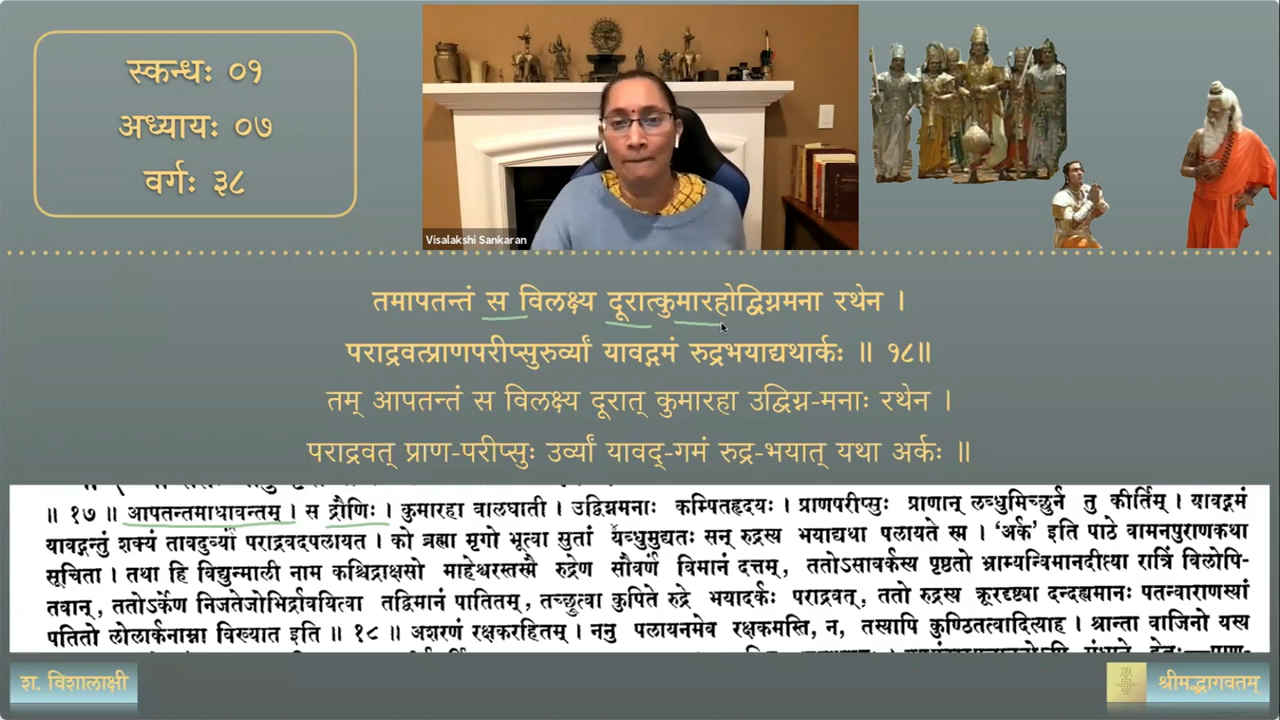 स्कन्धः ०१
अध्यायः ०७
वर्गः ३८
Visalakshi Sankaran
तमापतन्तं स विलक्ष्य दूरात्कुमारहोद्विग्नमना रथेन ।
पराद्रवत्प्राणपरीप्सुरुर्व्यां यावद्गमं रुद्रभयाद्यथार्कः ॥ १८॥
तम् आपतन्तं स विलक्ष्य दूरात् कुमारहा उद्विग्न-मनाः रथेन ।
पराद्रवत् प्राण-परीप्सुः उर्व्यां यावद्-गमं रुद्र-भयात् यथा अर्कः ॥
॥ १७ ॥ आपतन्तमाधावन्तम् । स द्रौणिः । कुमारहा वालघाती । उद्विग्नमनाः कम्पितहृदयः । प्राणपरीप्सुः प्राणान् लब्धुमिच्छुर्न तु कीर्तिम् । यावद्गमं
यावद्गन्तुं शक्यं तावदुर्व्यां पराद्रवदपलायत । को ब्रह्मा मृगो भूत्वा सुतां यब्धुमुद्यतः सन् रुद्रस्य भयाद्यथा पलायते स्म । ‘अर्क’ इति पाठे वामनपुराणकथा
सूचिता । तथा हि विद्युन्माली नाम कश्चिद्राक्षसो माहेश्वरस्तस्मै रुद्रेण सौवर्णं विमानं दत्तम्, ततोऽसावर्कस्य पृष्ठतो भ्राम्यन्विमानदीप्त्या रात्रिं विलोपि-
तवान्, ततोऽर्केण निजतेजोभिर्द्रावयित्वा तद्विमानं पातितम्, तच्छ्रुत्वा कुपिते रुद्रे भयादर्कः पराद्रवत्, ततो रुद्रस्य क्रूरदृष्ट्या दन्दह्यमानः पतन्वाराणस्यां
पतितो लोलार्कनाम्ना विख्यात इति ॥ १८ ॥ अशरणं रक्षकरहितम् । ननु पलायनमेव रक्षकमस्ति, न, तस्यापि कुण्ठितत्वादित्याह । श्रान्ता वाजिनो यस्य
श. विशालाक्षी
श्रीमद्भागवतम्